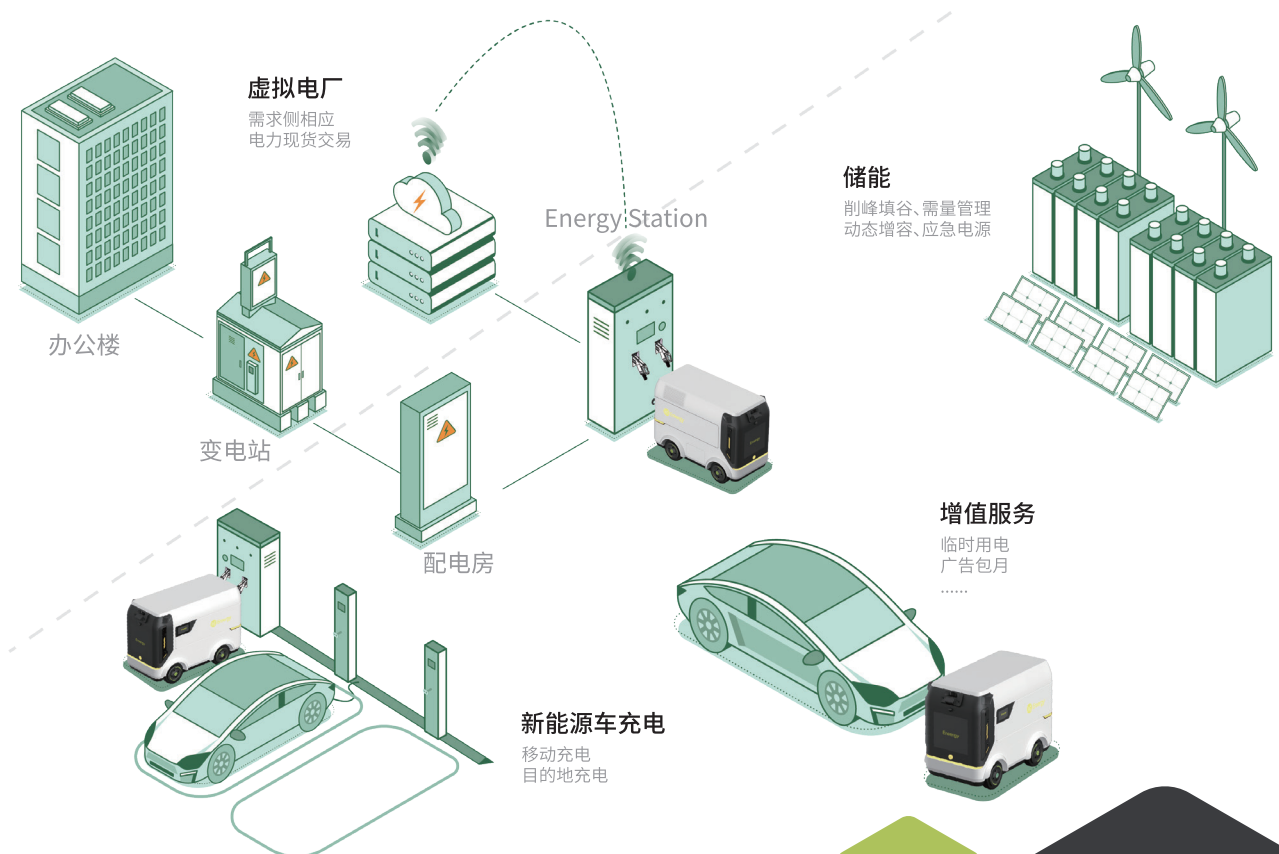 虚拟电厂
需求侧相应
电力现货交易
Energy Station
储能
削峰填谷、需量管理
动态增容、应急电源
办公楼
变电站
配电房
增值服务
临时用电
广告包月
......
新能源车充电
移动充电
目的地充电